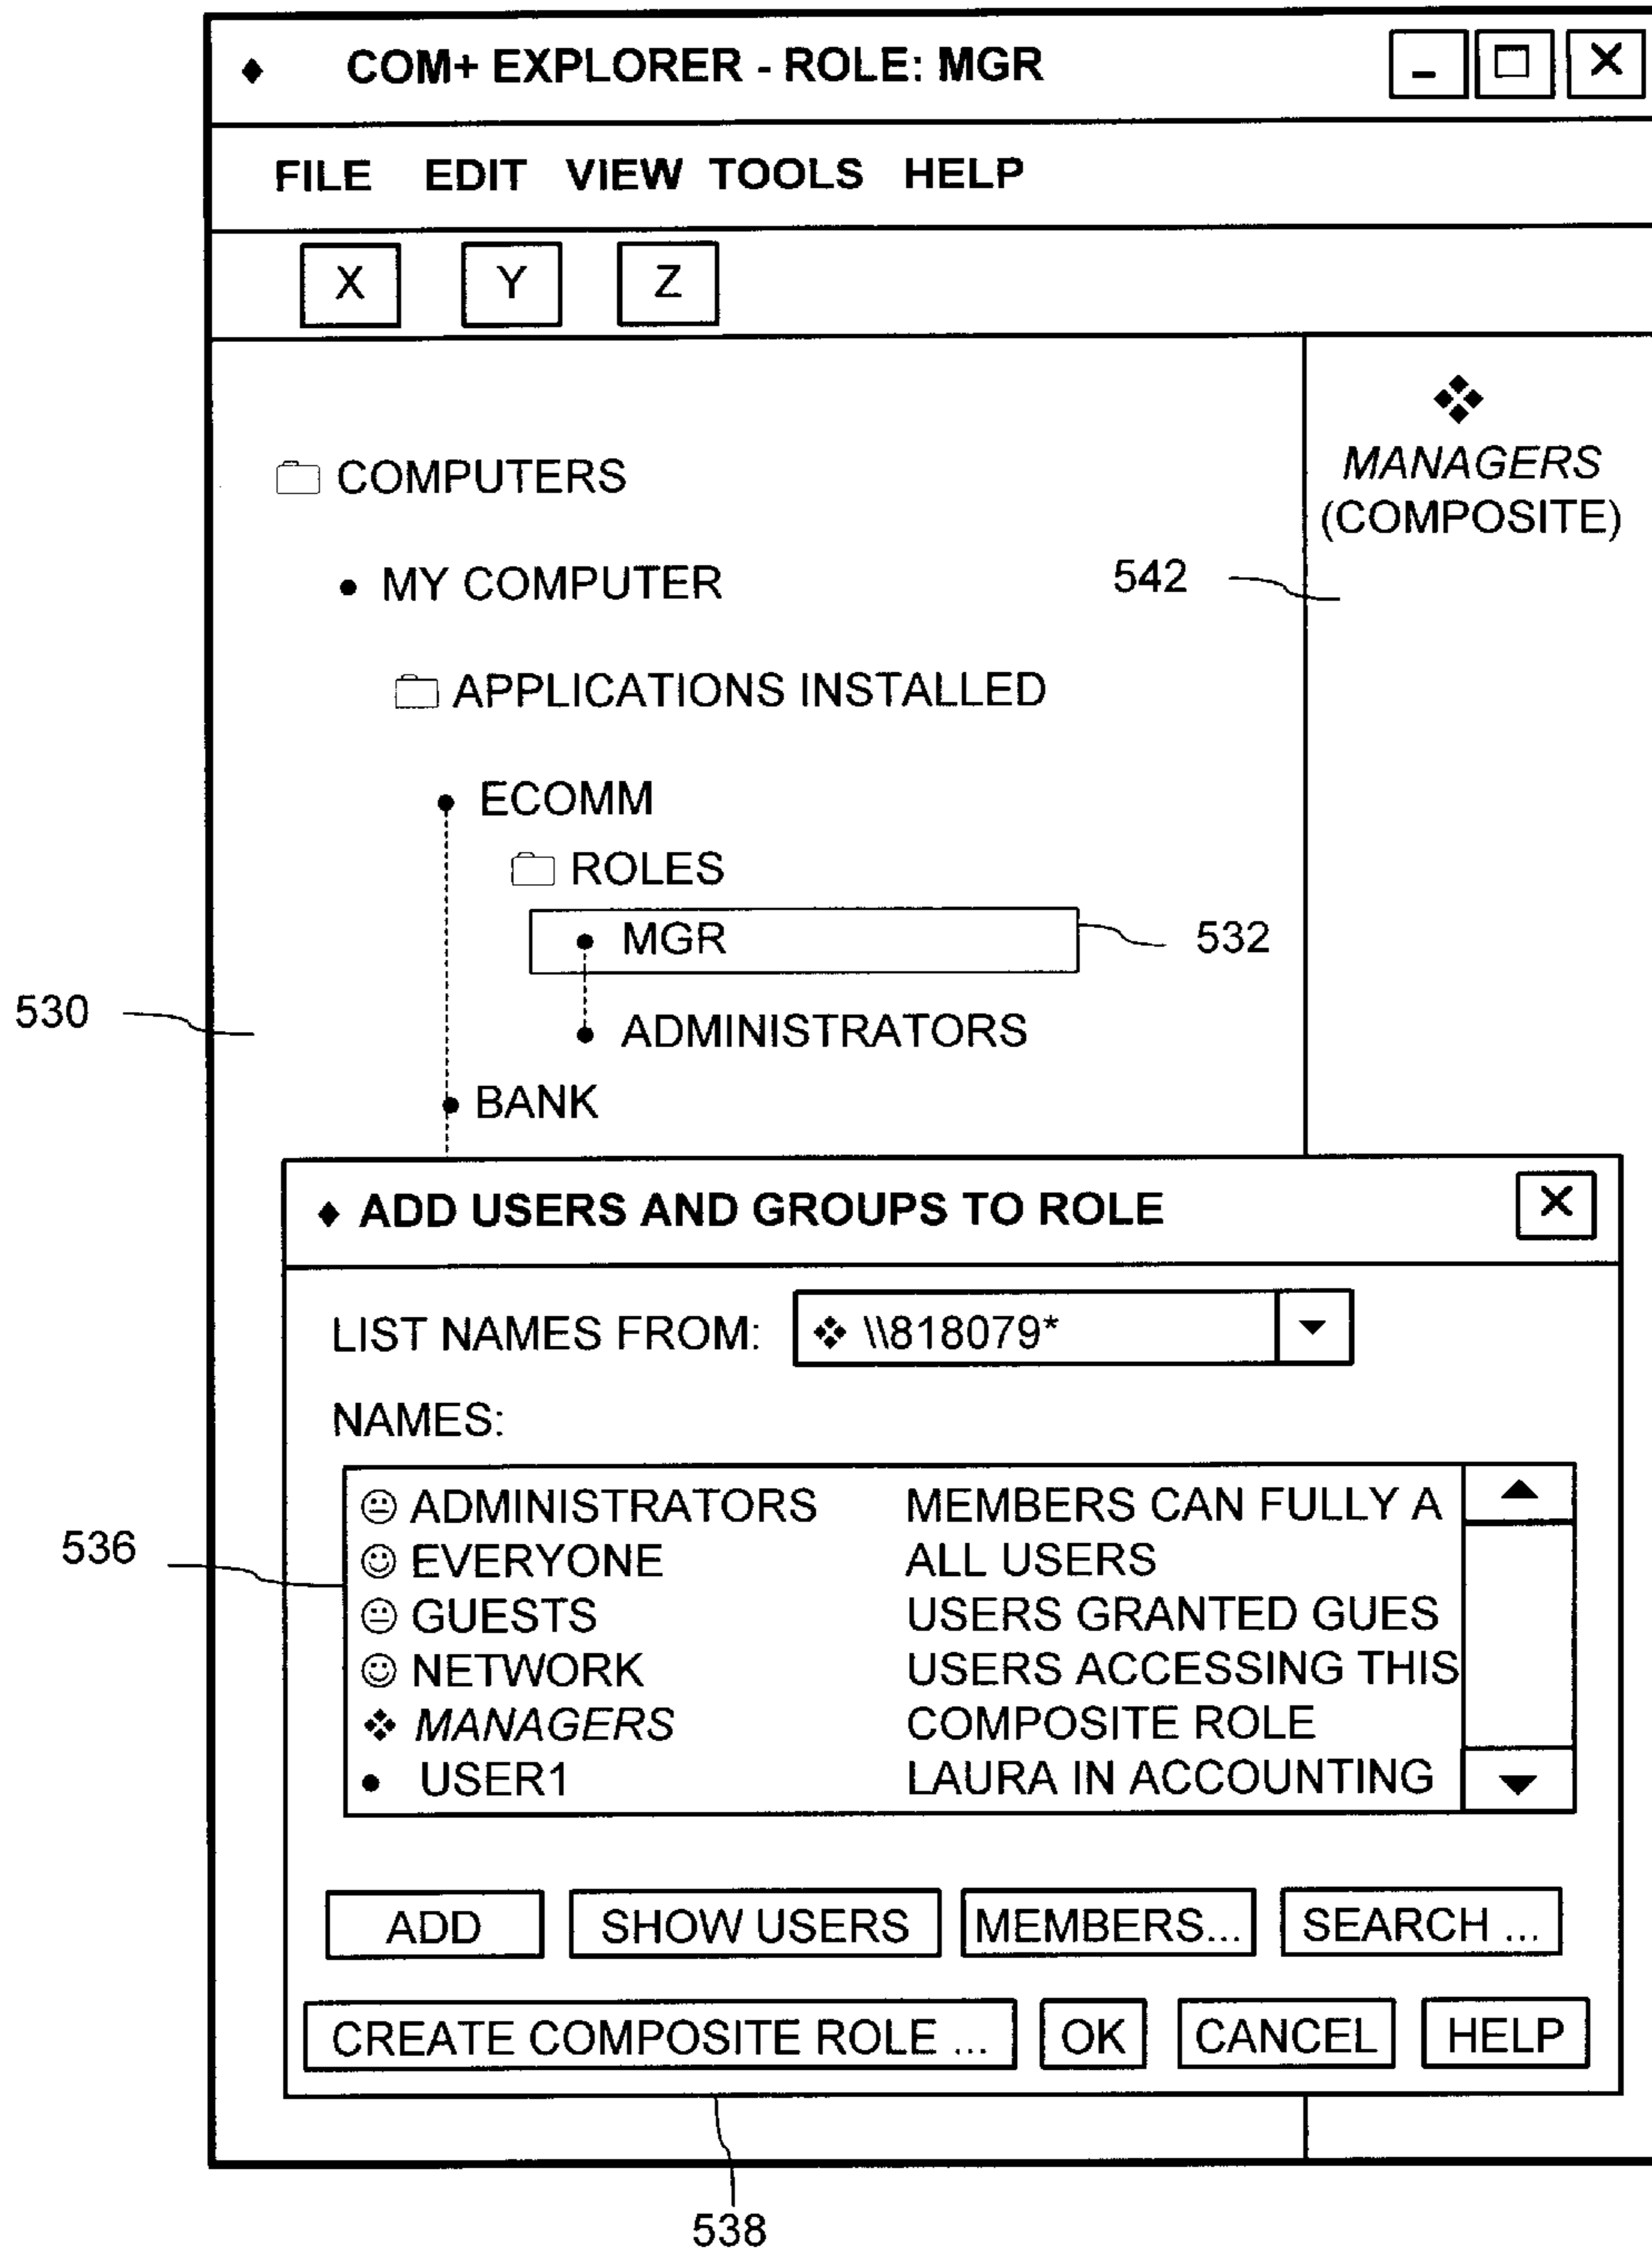 COM+ EXPLORER - ROLE: MGR
FILE EDIT VIEW TOOLS HELP
X Y Z
MANAGERS
(COMPOSITE)
COMPUTERS
MY COMPUTER
542
APPLICATIONS INSTALLED
ECOMM
ROLES
MGR
532
530
ADMINISTRATORS
BANK
ADD USERS AND GROUPS TO ROLE
X
LIST NAMES FROM: \\818079*
NAMES:
ADMINISTRATORS MEMBERS CAN FULLY A
536
EVERYONE ALL USERS
GUESTS USERS GRANTED GUES
NETWORK USERS ACCESSING THIS
MANAGERS COMPOSITE ROLE
USER1 LAURA IN ACCOUNTING
ADD SHOW USERS MEMBERS... SEARCH ...
CREATE COMPOSITE ROLE ... OK CANCEL HELP
538